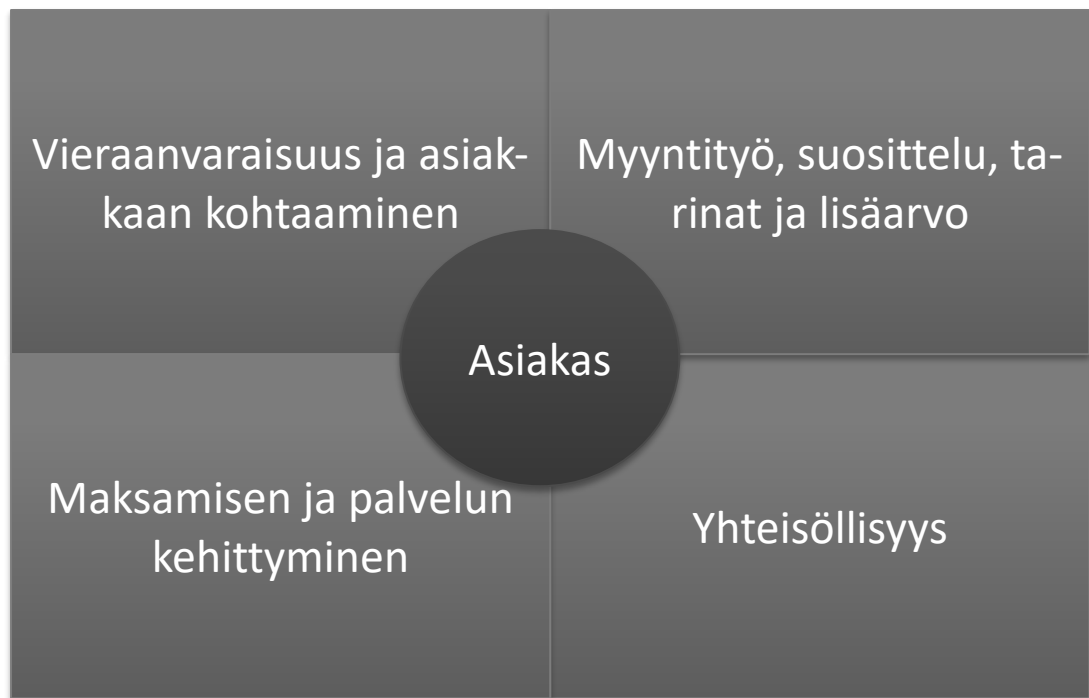 Vieraanvaraisuus ja asiak-
kaan kohtaaminen
Myyntityö, suosittelu, ta-
rinat ja lisäarvo
Asiakas
Maksamisen ja palvelun
kehittyminen
Yhteisöllisyys